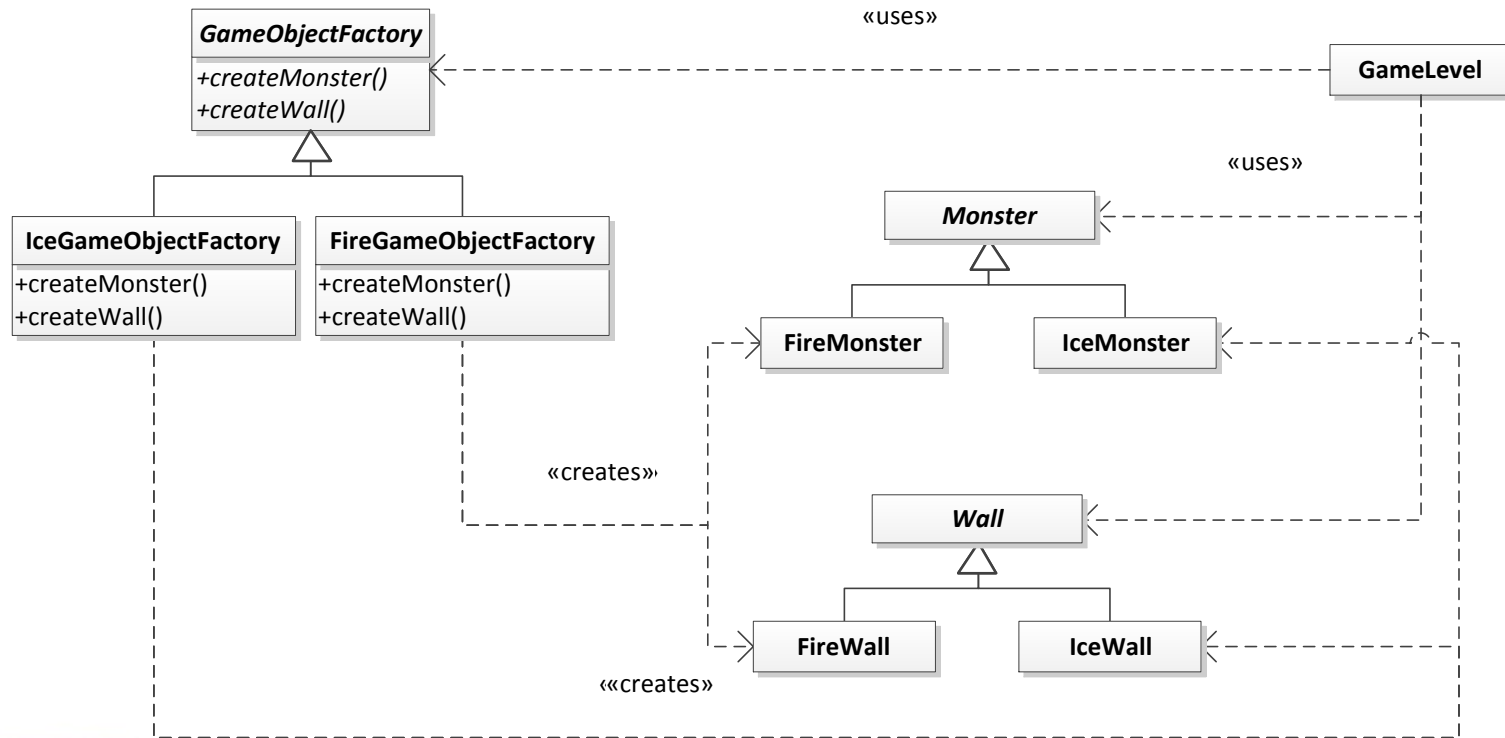 «uses»
GameObjectFactory
+createMonster()
+createWall()
GameLevel
«uses»
Monster
IceGameObjectFactory
+createMonster()
+createWall()
FireGameObjectFactory
+createMonster()
+createWall()
FireMonster
IceMonster
«creates»
Wall
FireWall
IceWall
«creates»